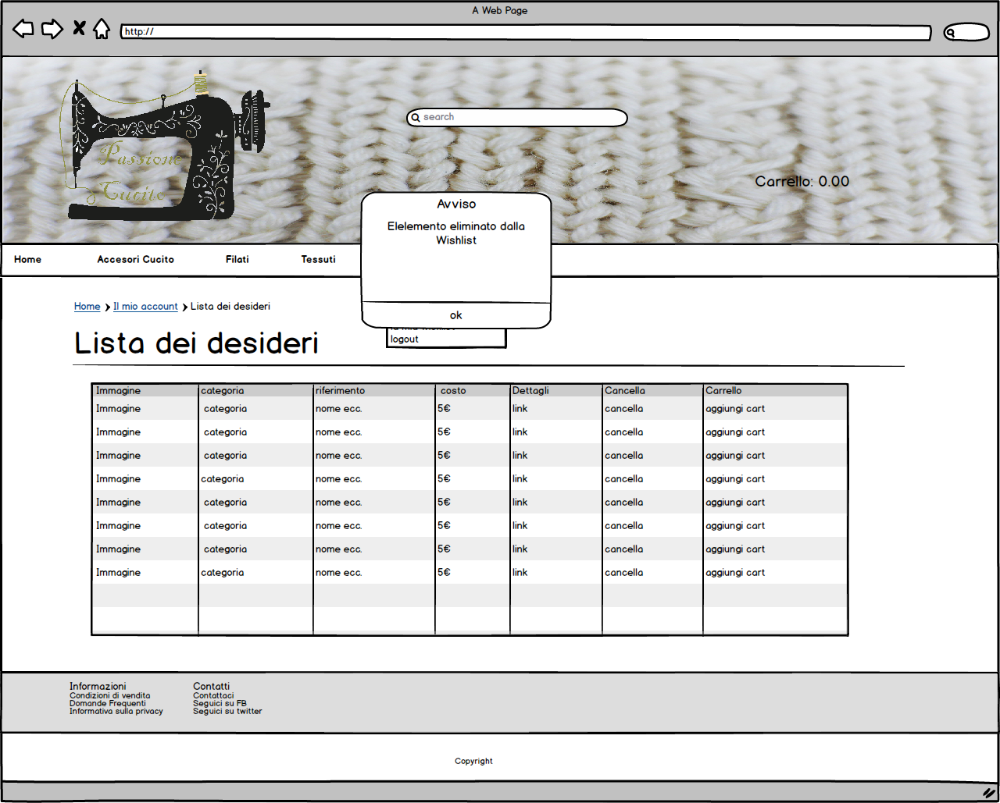 A Web Page
http://
search
Passione
Cucito
Carrello: 0.00
Avviso
Elelemento eliminato dalla
Wishlist
ok
Home Accesori Cucito Filati Tessuti
logout
Home Il mio account Lista dei desideri
Lista dei desideri
Immagine categoria riferimento costo Dettagli Cancella Carrello
Immagine categoria nome ecc. 5€ link cancella aggiungi cart
Immagine categoria nome ecc. 5€ link cancella aggiungi cart
Immagine categoria nome ecc. 5€ link cancella aggiungi cart
Immagine categoria nome ecc. 5€ link cancella aggiungi cart
Immagine categoria nome ecc. 5€ link cancella aggiungi cart
Immagine categoria nome ecc. 5€ link cancella aggiungi cart
Immagine categoria nome ecc. 5€ link cancella aggiungi cart
Immagine categoria nome ecc. 5€ link cancella aggiungi cart
Informazioni
Condizioni di vendita
Domande Frequenti
Informativa sulla privacy
Contatti
Contattaci
Seguici su FB
Seguici su twitter
Copyright